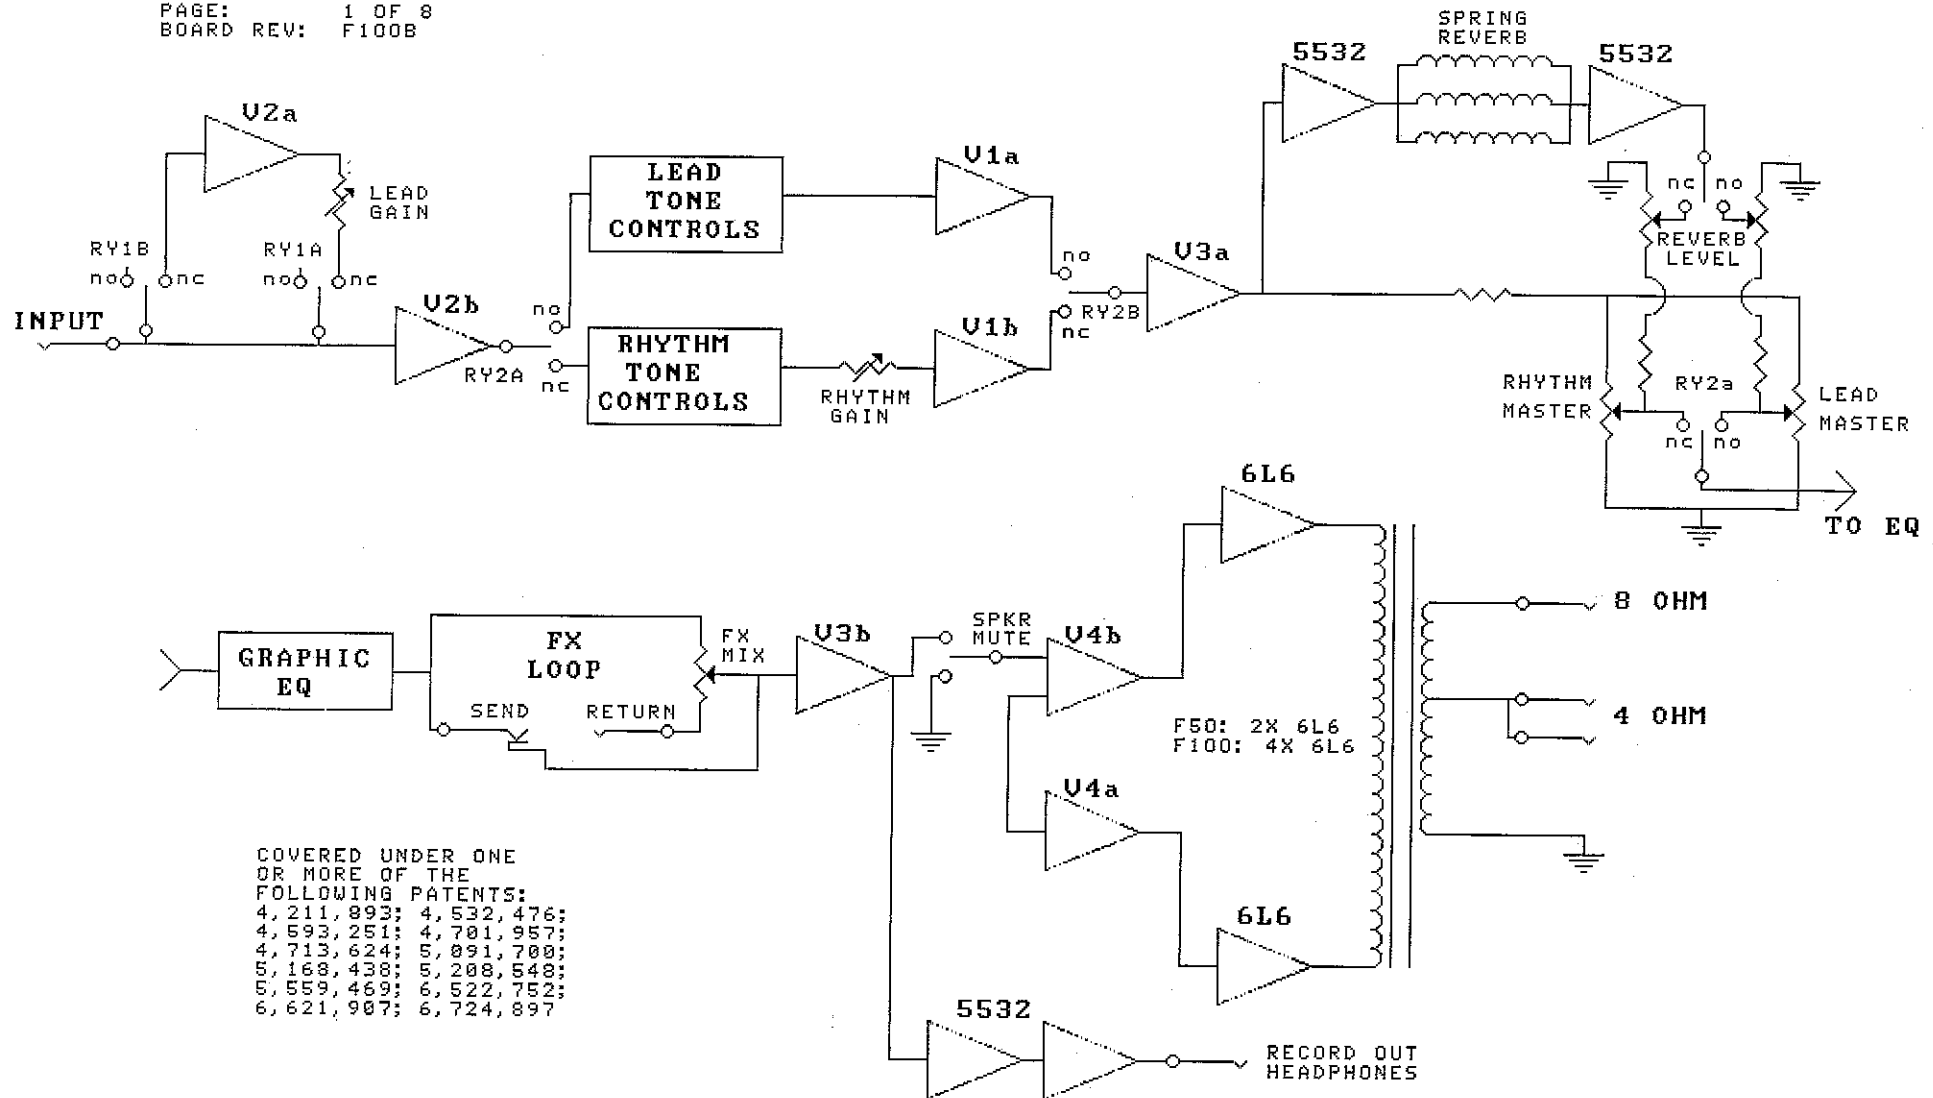 PAGE: 1 OF 8
BOARD REV: F100B
SPRING
REVERB
5532
5532
V2a
LEAD
GAIN
RY1B
no
nc
RY1A
no
nc
INPUT
V2b
RY2A
no
nc
LEAD
TONE
CONTROLS
RHYTHM
TONE
CONTROLS
RHYTHM
GAIN
V1a
V1b
no
RY2B
nc
V3a
nc
no
REVERB
LEVEL
RHYTHM
MASTER
RY2a
nc
no
LEAD
MASTER
TO EQ
GRAPHIC
EQ
FX
LOOP
SEND
RETURN
FX
MIX
V3b
SPKR
MUTE
V4b
V4a
6L6
6L6
F50: 2X 6L6
F100: 4X 6L6
8 OHM
4 OHM
COVERED UNDER ONE
OR MORE OF THE
FOLLOWING PATENTS:
4,211,893; 4,532,476;
4,593,251; 4,701,957;
4,713,624; 5,091,700;
5,168,438; 5,208,548;
5,559,469; 6,522,752;
6,621,907; 6,724,897
5532
RECORD OUT
HEADPHONES